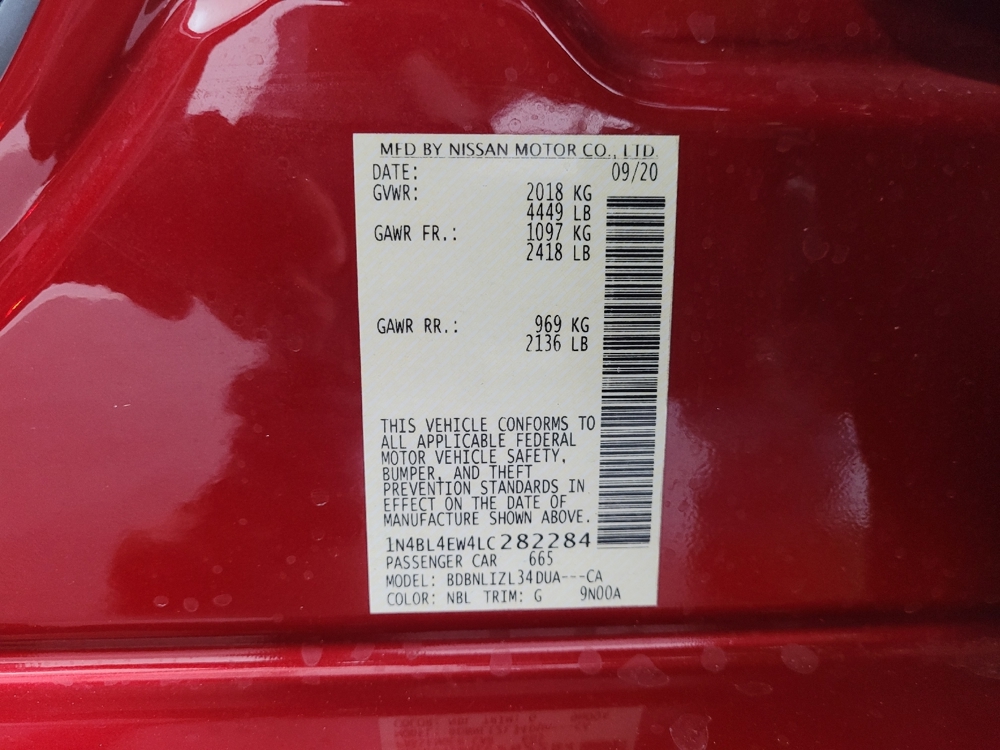 MFD BY NISSAN MOTOR CO., LTD.
DATE: 09/20
GVWR: 2018 KG
4449 LB
GAWR FR.: 1097 KG
2418 LB
GAWR RR.: 969 KG
2136 LB
THIS VEHICLE CONFORMS TO
ALL APPLICABLE FEDERAL
MOTOR VEHICLE SAFETY,
BUMPER, AND THEFT
PREVENTION STANDARDS IN
EFFECT ON THE DATE OF
MANUFACTURE SHOWN ABOVE.
1N4BL4EW4LC282284
PASSENGER CAR 665
MODEL: BDBNLIZL34DUA---CA
COLOR: NBL TRIM: G 9N00A